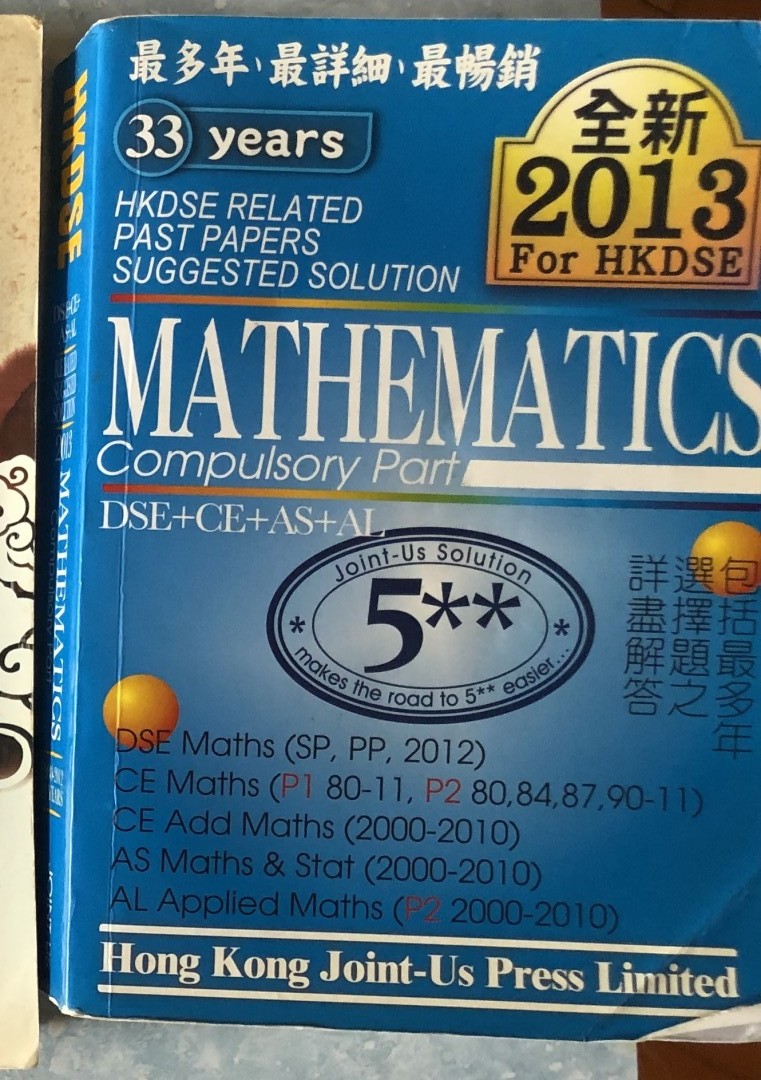 最多年、最詳細、最暢銷
33 years
全新
2013
For HKDSE
HKDSE RELATED
PAST PAPERS
SUGGESTED SOLUTION
MATHEMATICS
Compulsory Part
DSE+CE+AS+AL
Joint-Us Solution
* 5** *
makes the road to 5** easier...
包括最多年
選擇題之
詳盡解答
DSE Maths (SP, PP, 2012)
CE Maths (P1 80-11, P2 80,84,87,90-11)
CE Add Maths (2000-2010)
AS Maths & Stat (2000-2010)
AL Applied Maths (P2 2000-2010)
Hong Kong Joint-Us Press Limited
HKDSE
MATHEMATICS
Compulsory Part